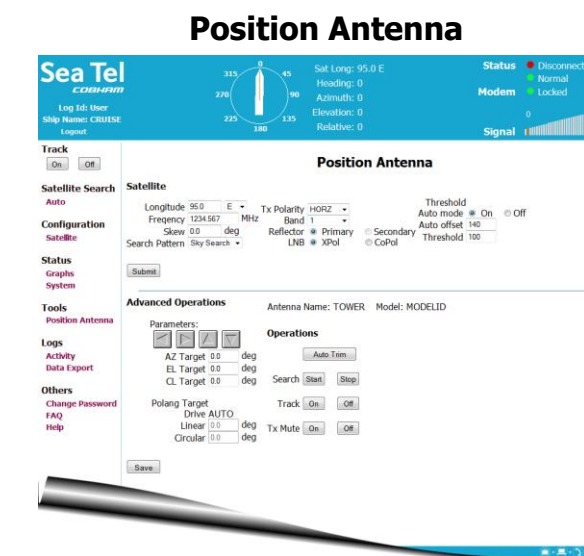 Position Antenna
Sea Tel
COBHAM
Log Id: User
Ship Name: CRUISE
Logout
0
315 45
270 90
225 135
180
Sat Long: 95.0 E
Heading: 0
Azimuth: 0
Elevation: 0
Relative: 0
Status Disconnect
Normal
Modem Locked
0
Signal
Track
On Off
Satellite Search
Auto
Configuration
Satellite
Status
Graphs
System
Tools
Position Antenna
Logs
Activity
Data Export
Others
Change Password
FAQ
Help
Position Antenna
Satellite
Longitude 95.0 E
Freqency 1234.567 MHz
Skew 0.0 deg
Search Pattern Sky Search
Tx Polarity HORZ
Band 1
Reflector Primary Secondary
LNB XPol CoPol
Threshold
Auto mode On Off
Auto offset 140
Threshold 100
Submit
Advanced Operations
Antenna Name: TOWER Model: MODELID
Parameters:
AZ Target 0.0 deg
EL Target 0.0 deg
CL Target 0.0 deg
Polang Target
Drive AUTO
Linear 0.0 deg
Circular 0.0 deg
Operations
Auto Trim
Search Start Stop
Track On Off
Tx Mute On Off
Save